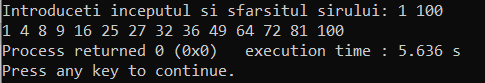 Introduceti inceputul si sfarsitul sirului: 1 100
1 4 8 9 16 25 27 32 36 49 64 72 81 100
Process returned 0 (0x0)   execution time : 5.636 s
Press any key to continue.